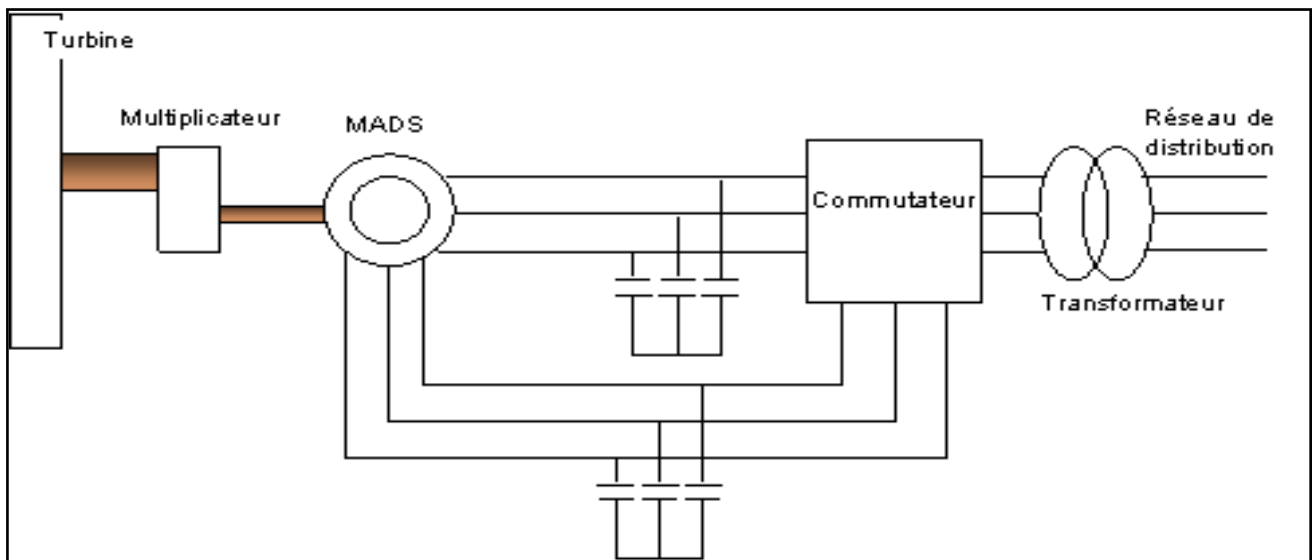 Turbine
Multiplicateur
MADS
Commutateur
Réseau de
distribution
Transformateur